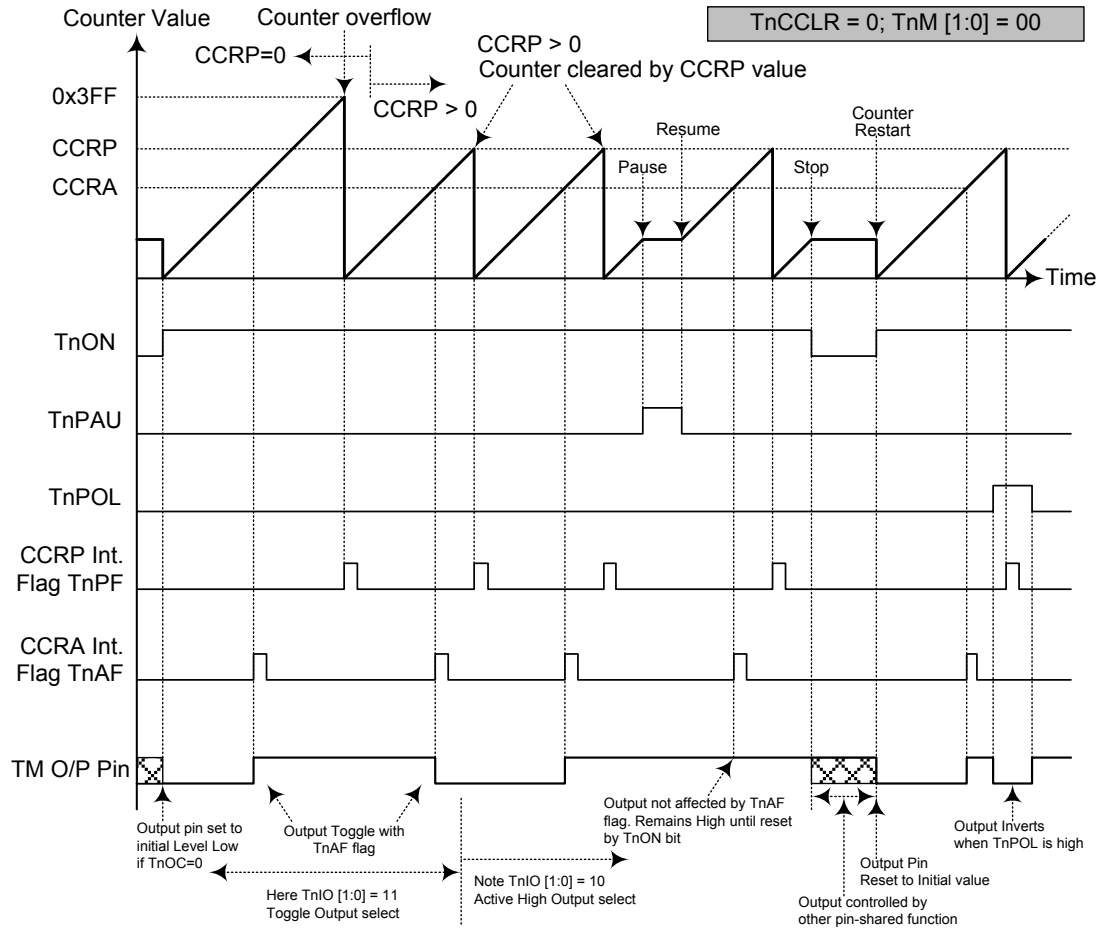 TnCCLR = 0; TnM [1:0] = 00
Counter Value
Counter overflow
CCRP=0
CCRP > 0
CCRP > 0
Counter cleared by CCRP value
0x3FF
CCRP
CCRA
Pause
Resume
Stop
Counter
Restart
Time
TnON
TnPAU
TnPOL
CCRP Int.
Flag TnPF
CCRA Int.
Flag TnAF
TM O/P Pin
Output pin set to
initial Level Low
if TnOC=0
Output Toggle with
TnAF flag
Here TnIO [1:0] = 11
Toggle Output select
Note TnIO [1:0] = 10
Active High Output select
Output not affected by TnAF
flag. Remains High until reset
by TnON bit
Output Pin
Reset to Initial value
Output controlled by
other pin-shared function
Output Inverts
when TnPOL is high